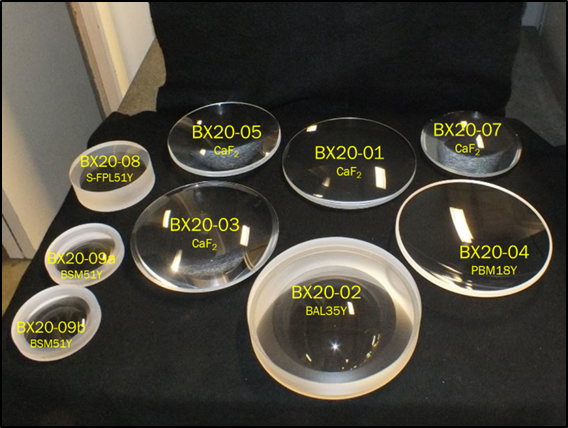 BX20-05
CaF2
BX20-07
CaF2
BX20-01
CaF2
BX20-08
S-FPL51Y
BX20-03
CaF2
BX20-04
PBM18Y
BX20-09a
BSM51Y
BX20-02
BAL35Y
BX20-09b
BSM51Y